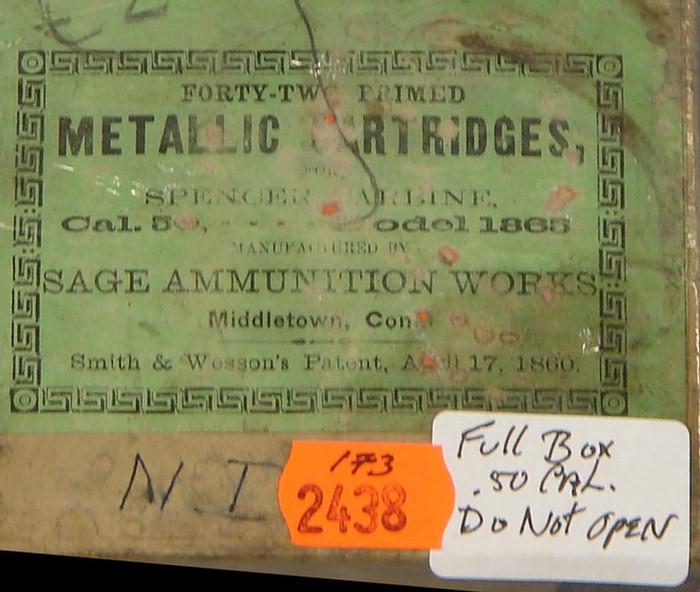 FORTY-TWO PRIMED
METALLIC CARTRIDGES,
FOR
SPENCER CARBINE,
Cal. 50, - - - - Model 1865
MANUFACTURED BY
SAGE AMMUNITION WORKS,
Middletown, Conn.
Smith & Wesson's Patent, April 17, 1860.
N I
173
2438
Full Box
.50 CAL.
Do Not OPEN